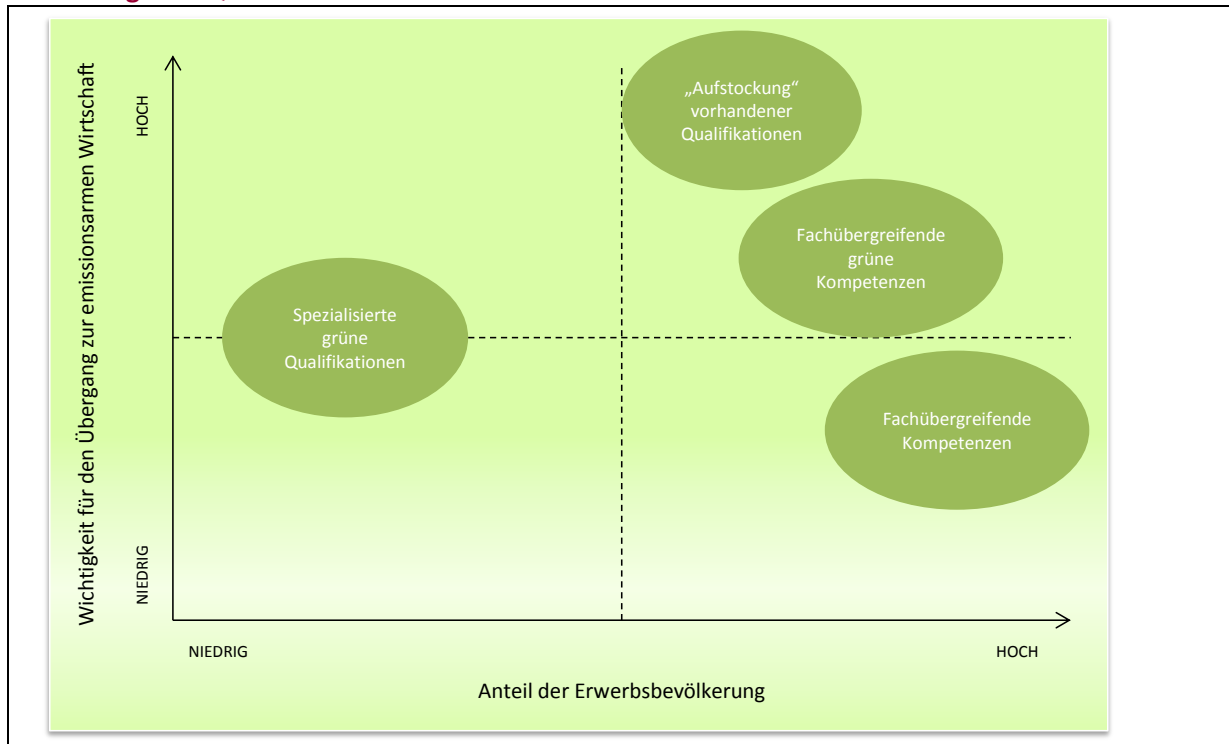 Wichtigkeit für den Übergang zur emissionsarmen Wirtschaft
HOCH
NIEDRIG
„Aufstockung“
vorhandener
Qualifikationen
Fachübergreifende
grüne
Kompetenzen
Spezialisierte
grüne
Qualifikationen
Fachübergreifende
Kompetenzen
NIEDRIG
HOCH
Anteil der Erwerbsbevölkerung